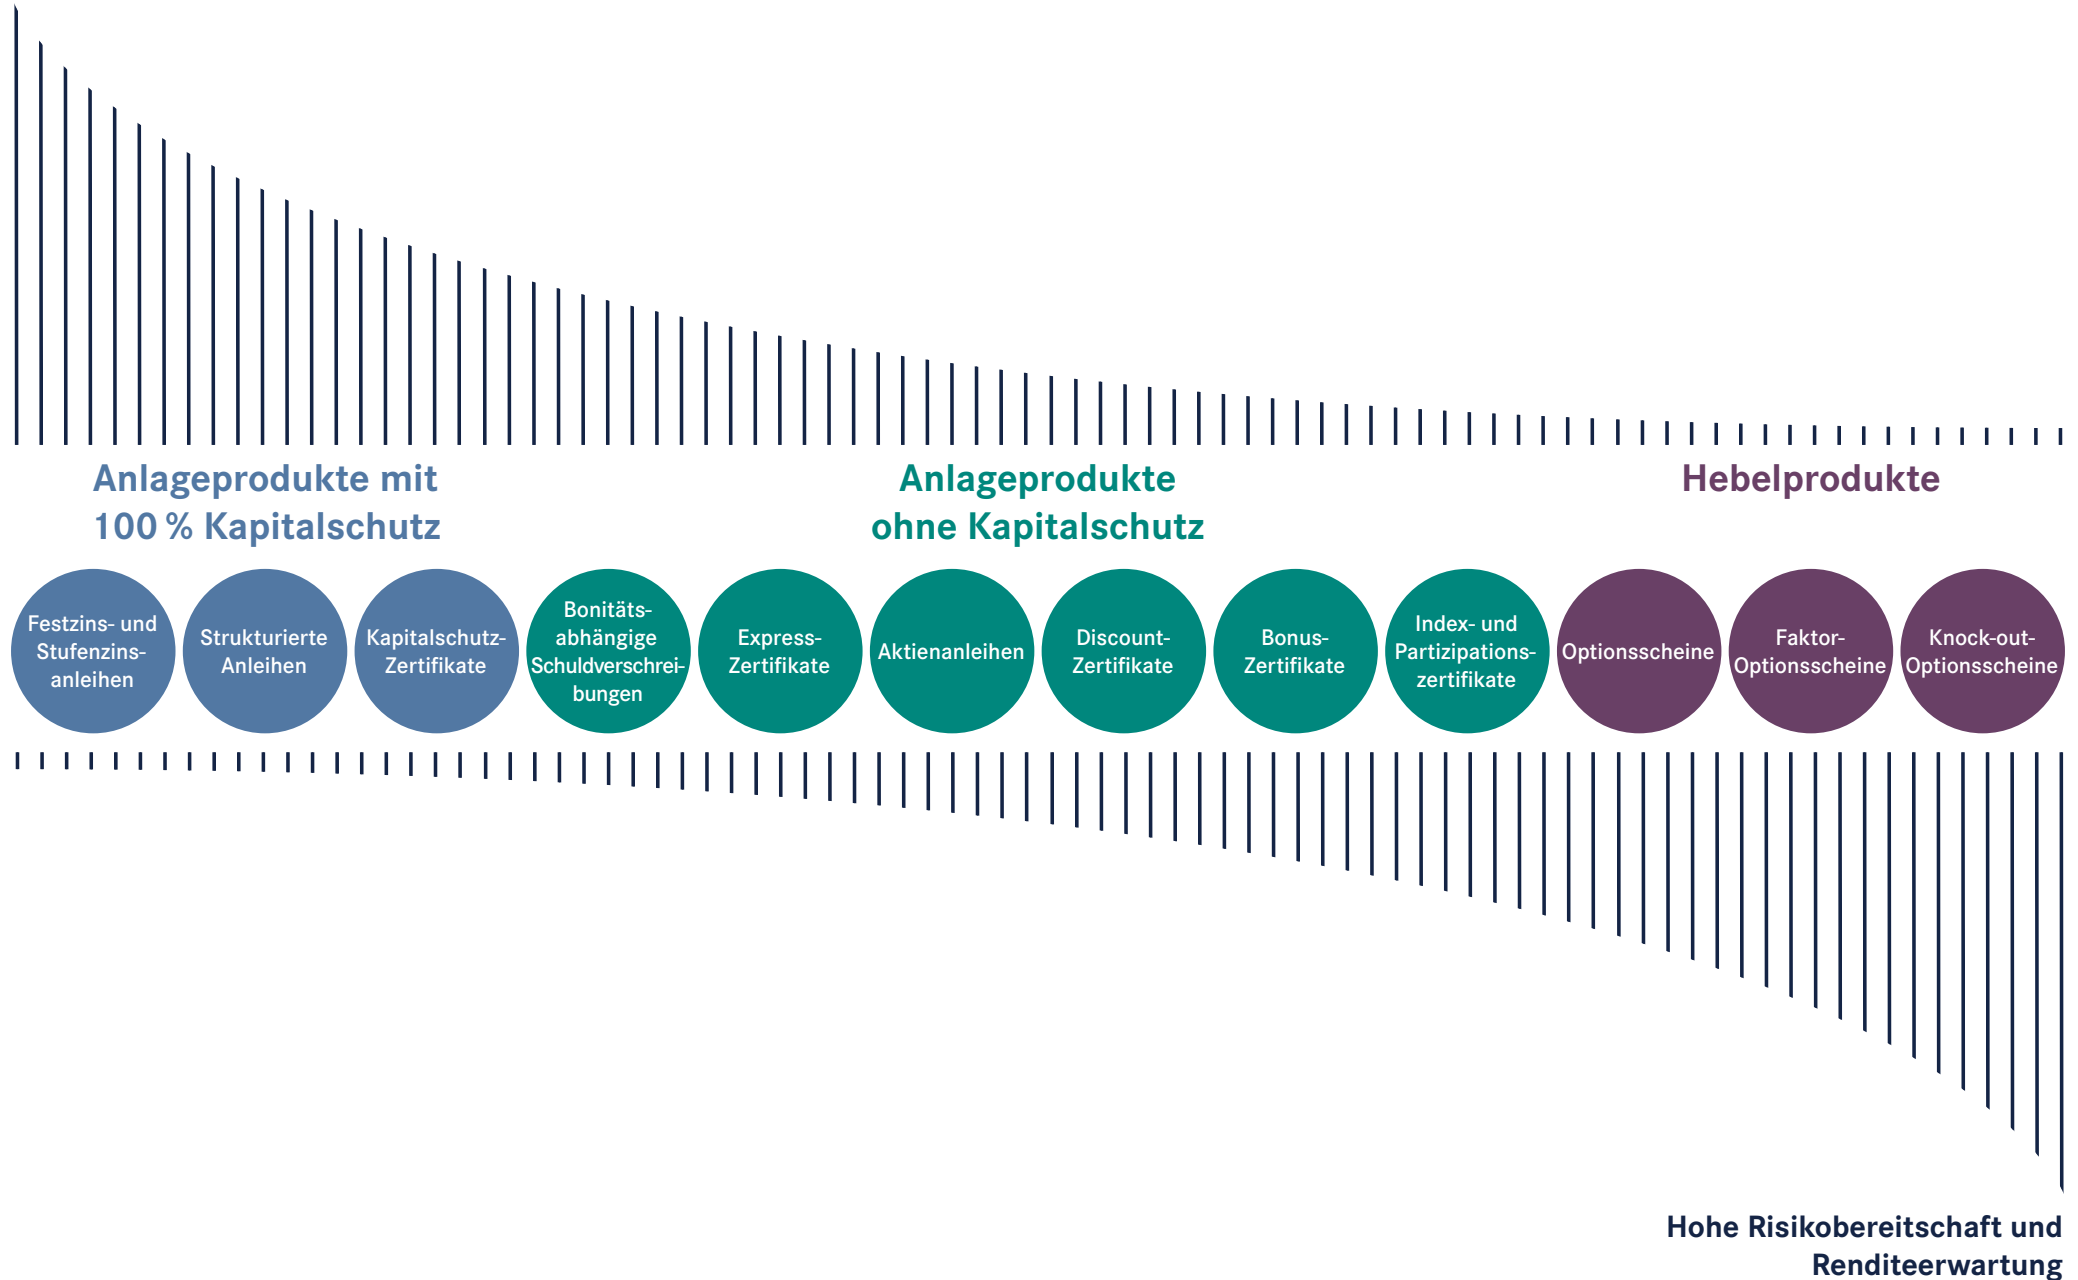 Anlageprodukte mit
100 % Kapitalschutz
Anlageprodukte
ohne Kapitalschutz
Hebelprodukte
Festzins- und
Stufenzins-
anleihen
Strukturierte
Anleihen
Kapitalschutz-
Zertifikate
Bonitäts-
abhängige
Schuldverschrei-
bungen
Express-
Zertifikate
Aktienanleihen
Discount-
Zertifikate
Bonus-
Zertifikate
Index- und
Partizipations-
zertifikate
Optionsscheine
Faktor-
Optionsscheine
Knock-out-
Optionsscheine
Hohe Risikobereitschaft und
Renditeerwartung